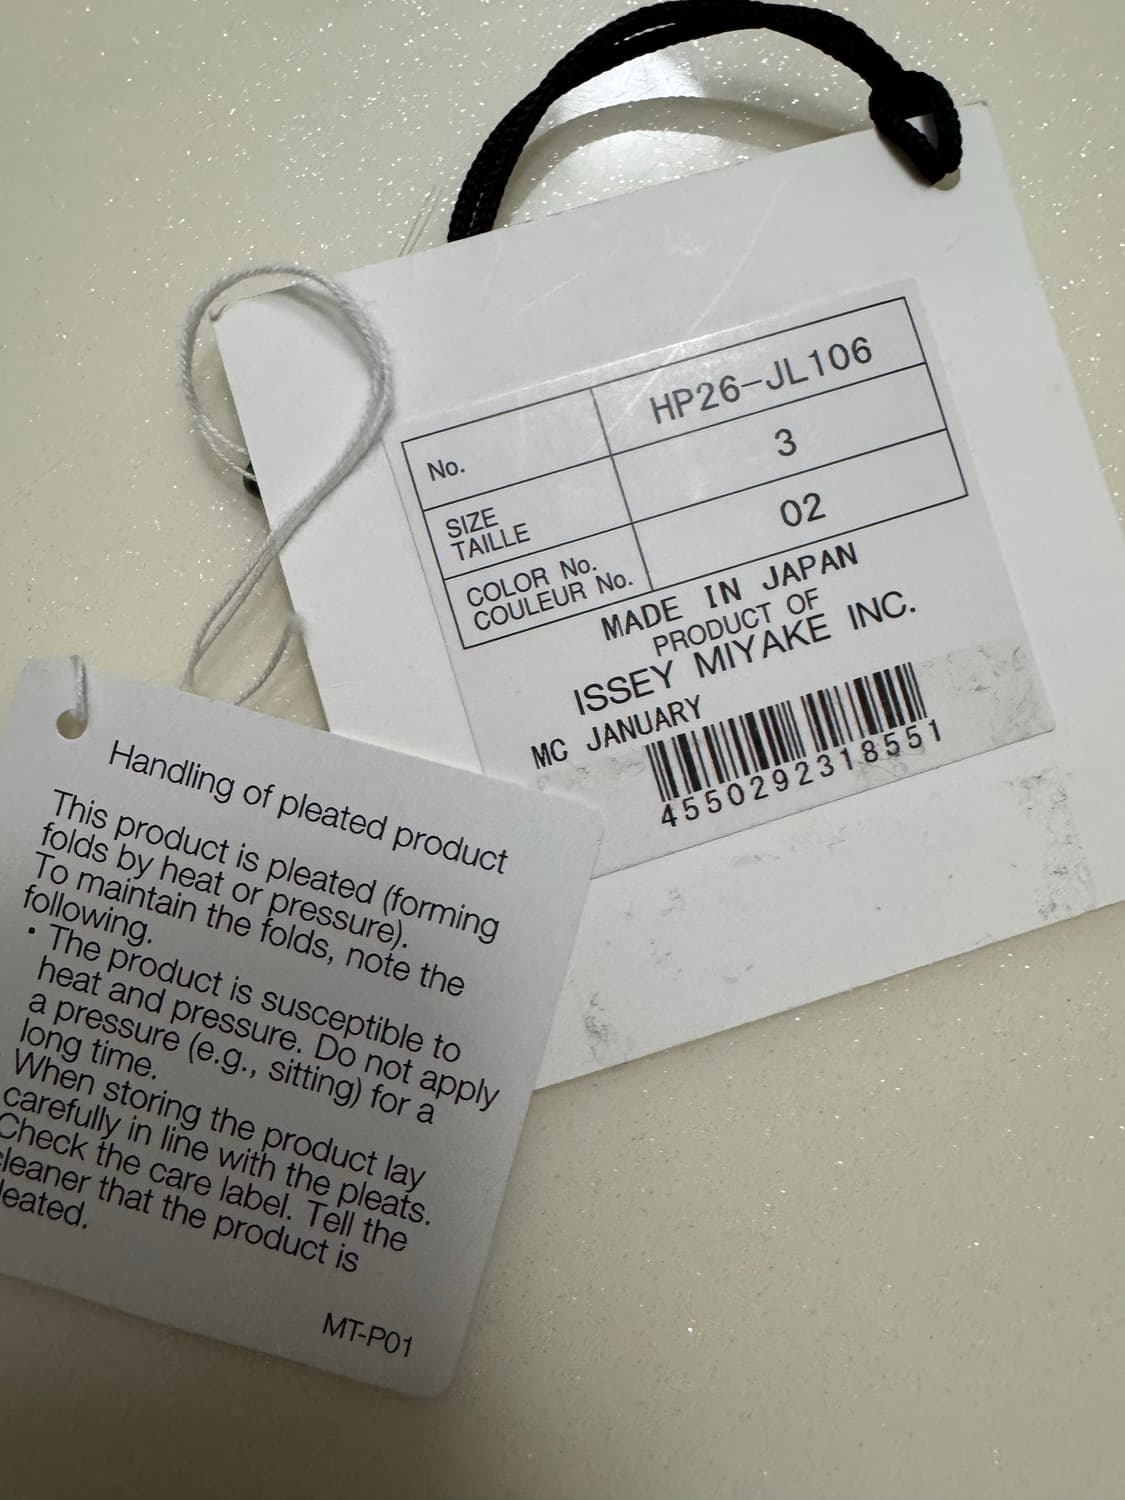 No. HP26-JL106
SIZE
TAILLE 3
COLOR No.
COULEUR No. 02
MADE IN JAPAN
PRODUCT OF
ISSEY MIYAKE INC.
MC JANUARY
4550292318551
Handling of pleated product
This product is pleated (forming
folds by heat or pressure).
To maintain the folds, note the
following.
・The product is susceptible to
heat and pressure. Do not apply
a pressure (e.g., sitting) for a
long time.
When storing the product lay
carefully in line with the pleats.
Check the care label. Tell the
cleaner that the product is
leated.
MT-P01